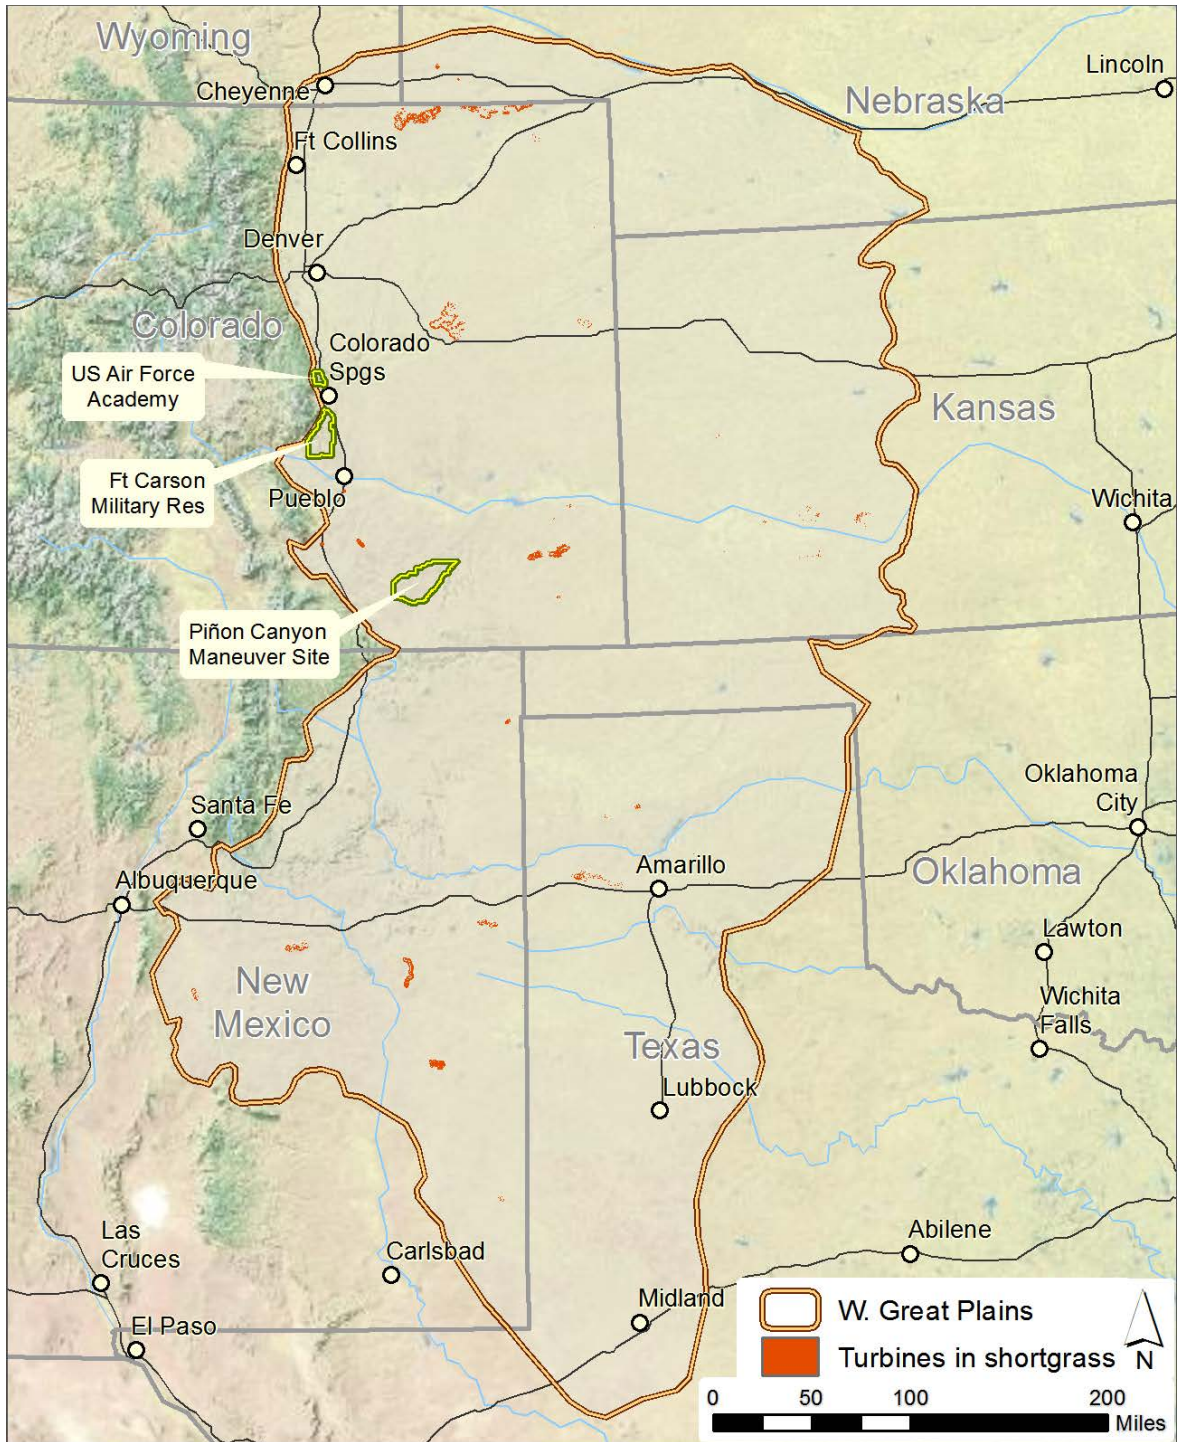 Wyoming
Lincoln
Cheyenne
Nebraska
Ft Collins
Denver
Colorado
Colorado
Spgs
US Air Force
Academy
Kansas
Ft Carson
Military Res
Pueblo
Wichita
Piñon Canyon
Maneuver Site
Oklahoma
City
Santa Fe
Amarillo
Albuquerque
Oklahoma
Lawton
New
Mexico
Wichita
Falls
Texas
Lubbock
Las
Cruces
Carlsbad
Abilene
Midland
El Paso
W. Great Plains
Turbines in shortgrass
N
0 50 100 200
Miles